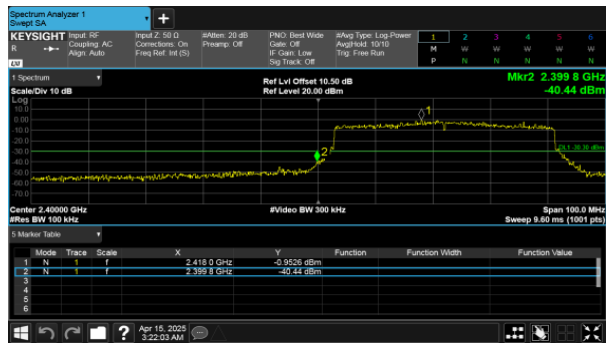 Spectrum Analyzer 1
Swept SA
+
KEYSIGHT Input: RF Input Z: 50 Ω #Atten: 20 dB PNO: Best Wide #Avg Type: Log-Power 1 2 3 4 5 6
R Coupling: AC Corrections: On Preamp: Off Gate: Off Avg|Hold: 10/10 M W W W W W
Align: Auto Freq Ref: Int (S) IF Gain: Low Trig: Free Run
Sig Track: Off P N N N N N
LXI
1 Spectrum Ref Lvl Offset 10.50 dB Mkr2 2.399 8 GHz
Scale/Div 10 dB Ref Level 20.00 dBm -40.44 dBm
Log
10.0
0.00
-10.0
-20.0
-30.0
-40.0
-50.0
-60.0
-70.0
1
2
DL1 -30.30 dBm
Center 2.40000 GHz #Video BW 300 kHz Span 100.0 MHz
#Res BW 100 kHz Sweep 9.60 ms (1001 pts)
5 Marker Table
Mode Trace Scale X Y Function Function Width Function Value
1 N 1 f 2.418 0 GHz -0.9526 dBm
2 N 1 f 2.399 8 GHz -40.44 dBm
3
4
5
6
? Apr 15, 2025
3:22:03 AM